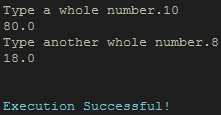 Type a whole number.10
80.0
Type another whole number.8
18.0
Execution Successful!